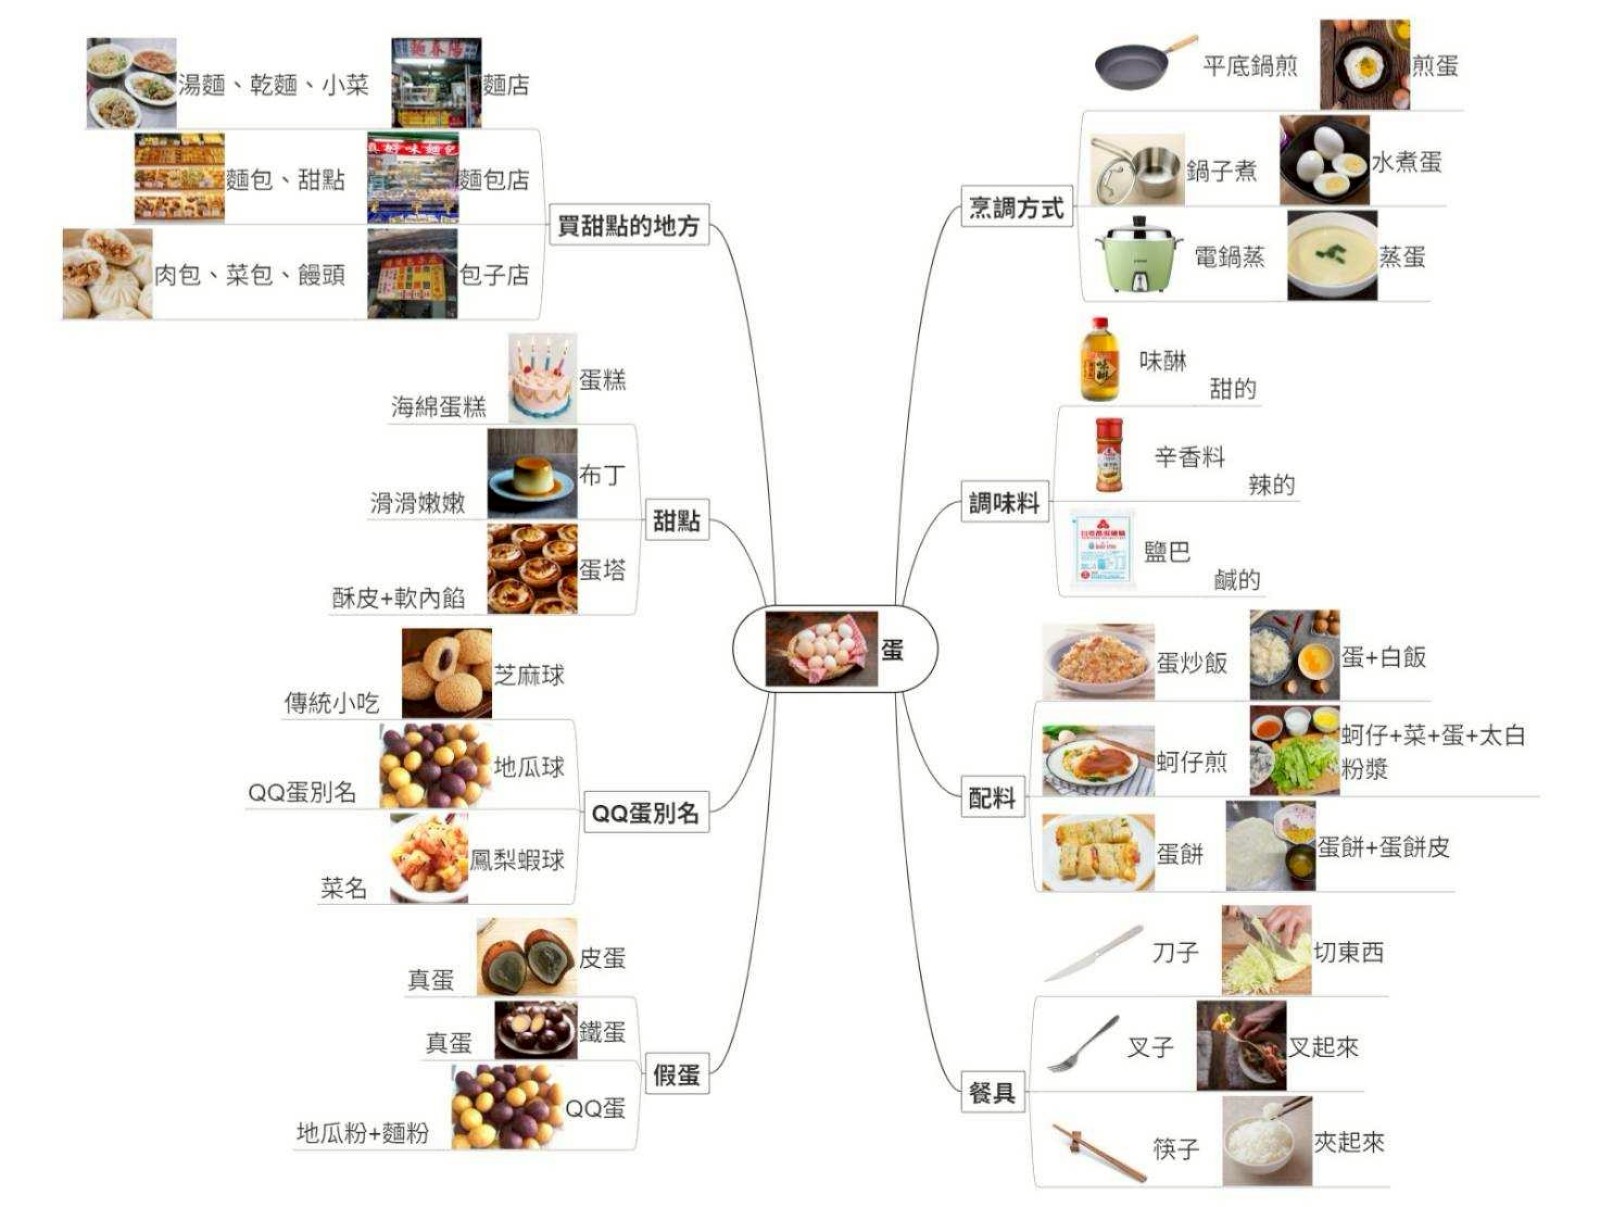 蛋
烹調方式
平底鍋煎
煎蛋
鍋子煮
水煮蛋
電鍋蒸
蒸蛋
調味料
味醂
甜的
辛香料
辣的
鹽巴
鹹的
配料
蛋炒飯
蛋+白飯
蚵仔煎
蚵仔+菜+蛋+太白
粉漿
蛋餅
蛋餅+蛋餅皮
餐具
刀子
切東西
叉子
叉起來
筷子
夾起來
買甜點的地方
麵店
湯麵、乾麵、小菜
麵包店
麵包、甜點
包子店
肉包、菜包、饅頭
甜點
蛋糕
海綿蛋糕
布丁
滑滑嫩嫩
蛋塔
酥皮+軟內餡
QQ蛋別名
芝麻球
傳統小吃
地瓜球
QQ蛋別名
鳳梨蝦球
菜名
假蛋
皮蛋
真蛋
鐵蛋
真蛋
QQ蛋
地瓜粉+麵粉